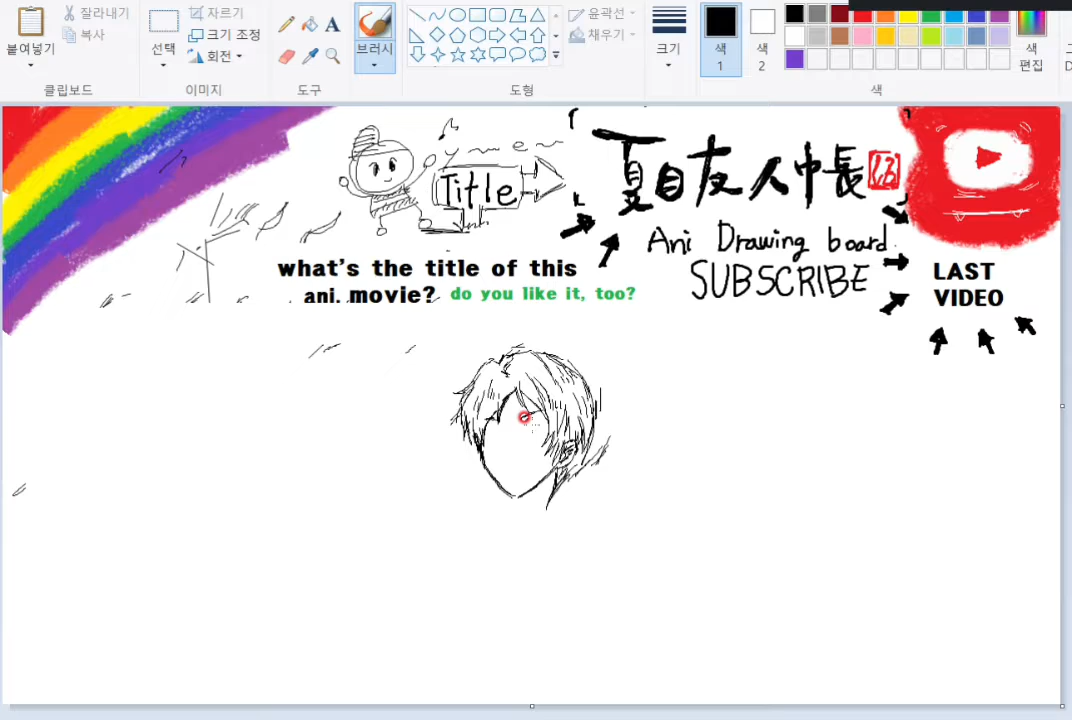 붙여넣기
잘라내기
복사
클립보드
선택
자르기
크기 조정
회전
이미지
A
도구
브러시
윤곽선
채우기
도형
크기
색
1
색
2
색
편집
색
Title
夏目友人帳
Ani Drawing board
SUBSCRIBE
what's the title of this
ani. movie? do you like it, too?
LAST
VIDEO